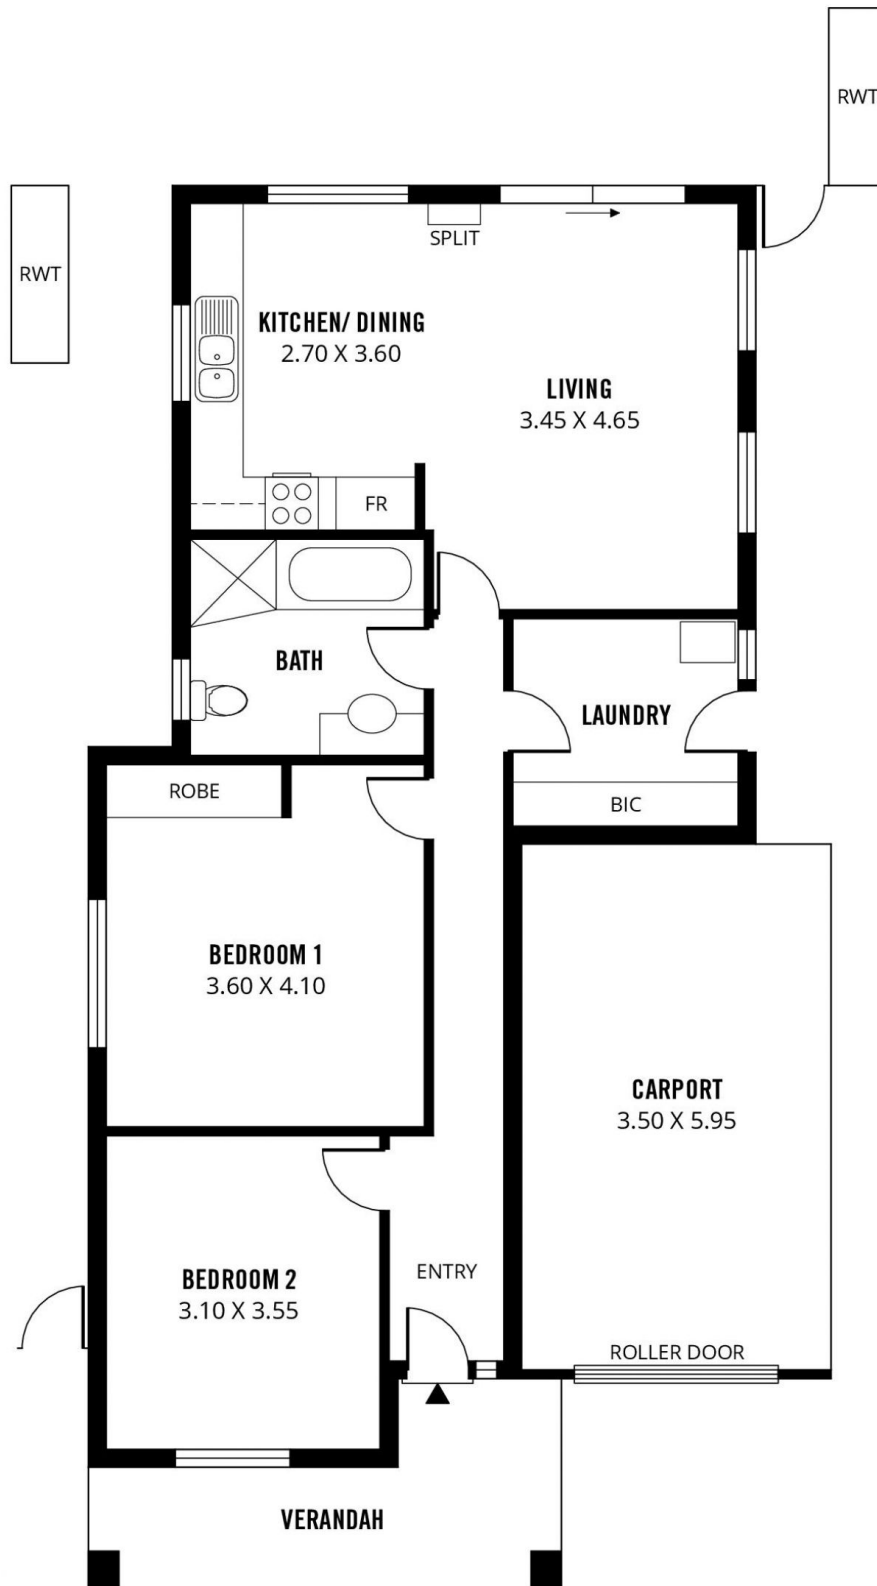 RWT
RWT
SPLIT
KITCHEN/ DINING
2.70 X 3.60
LIVING
3.45 X 4.65
FR
BATH
LAUNDRY
ROBE
BIC
BEDROOM 1
3.60 X 4.10
CARPORT
3.50 X 5.95
ENTRY
BEDROOM 2
3.10 X 3.55
ROLLER DOOR
VERANDAH